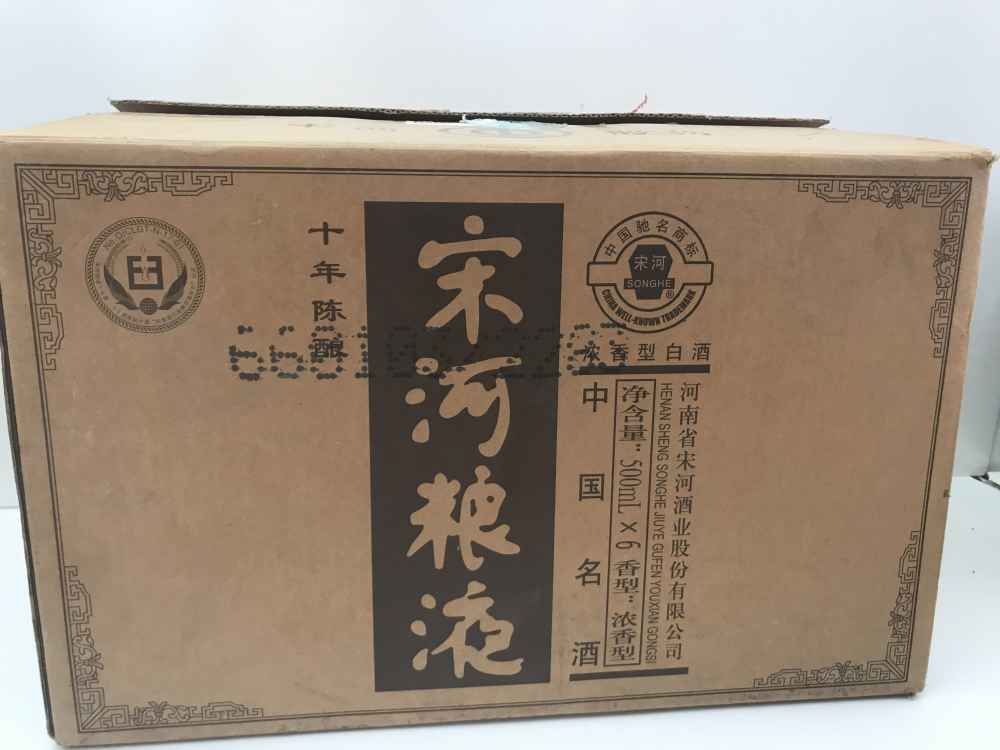 十年陈酿
宋河粮液
中国驰名商标
宋河
SONGHE
®
CHINA WELL-KNOWN TRADEMARK
浓香型白酒
中国名酒
净含量：500mL×6 香型：浓香型
HENAN SHENG SONGHE JIUYE GUFEN YOUXIAN GONGSI
河南省宋河酒业股份有限公司